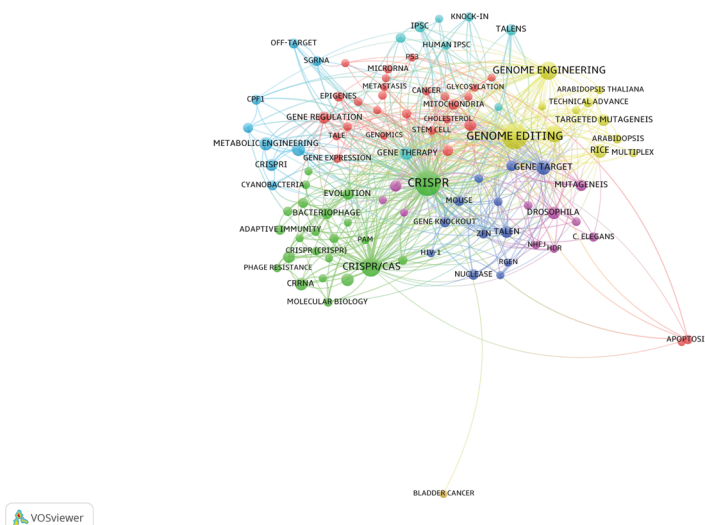 KNOCK-IN
IPSC
TALENS
OFF-TARGET
HUMAN IPSC
P53
SGRNA
MICRORNA
GENOME ENGINEERING
METASTASIS
CANCER
GLYCOSYLATION
ARABIDOPSIS THALIANA
CPF1
EPIGENES
MITOCHONDRIA
TECHNICAL ADVANCE
GENE REGULATION
CHOLESTEROL
TARGETED MUTAGENEIS
TALE
GENOMICS
STEM CELL
GENOME EDITING
METABOLIC ENGINEERING
ARABIDOPSIS
GENE THERAPY
RICE
MULTIPLEX
GENE EXPRESSION
CRISPRI
GENE TARGET
CYANOBACTERIA
CRISPR
MUTAGENEIS
EVOLUTION
MOUSE
BACTERIOPHAGE
DROSOPHILA
GENE KNOCKOUT
ADAPTIVE IMMUNITY
ZFN
TALEN
PAM
C. ELEGANS
CRISPR (CRISPR)
HIV-1
NHEJ
HDR
PHAGE RESISTANCE
CRISPR/CAS
RGEN
NUCLEASE
CRRNA
MOLECULAR BIOLOGY
APOPTOSI
BLADDER CANCER
VOSviewer